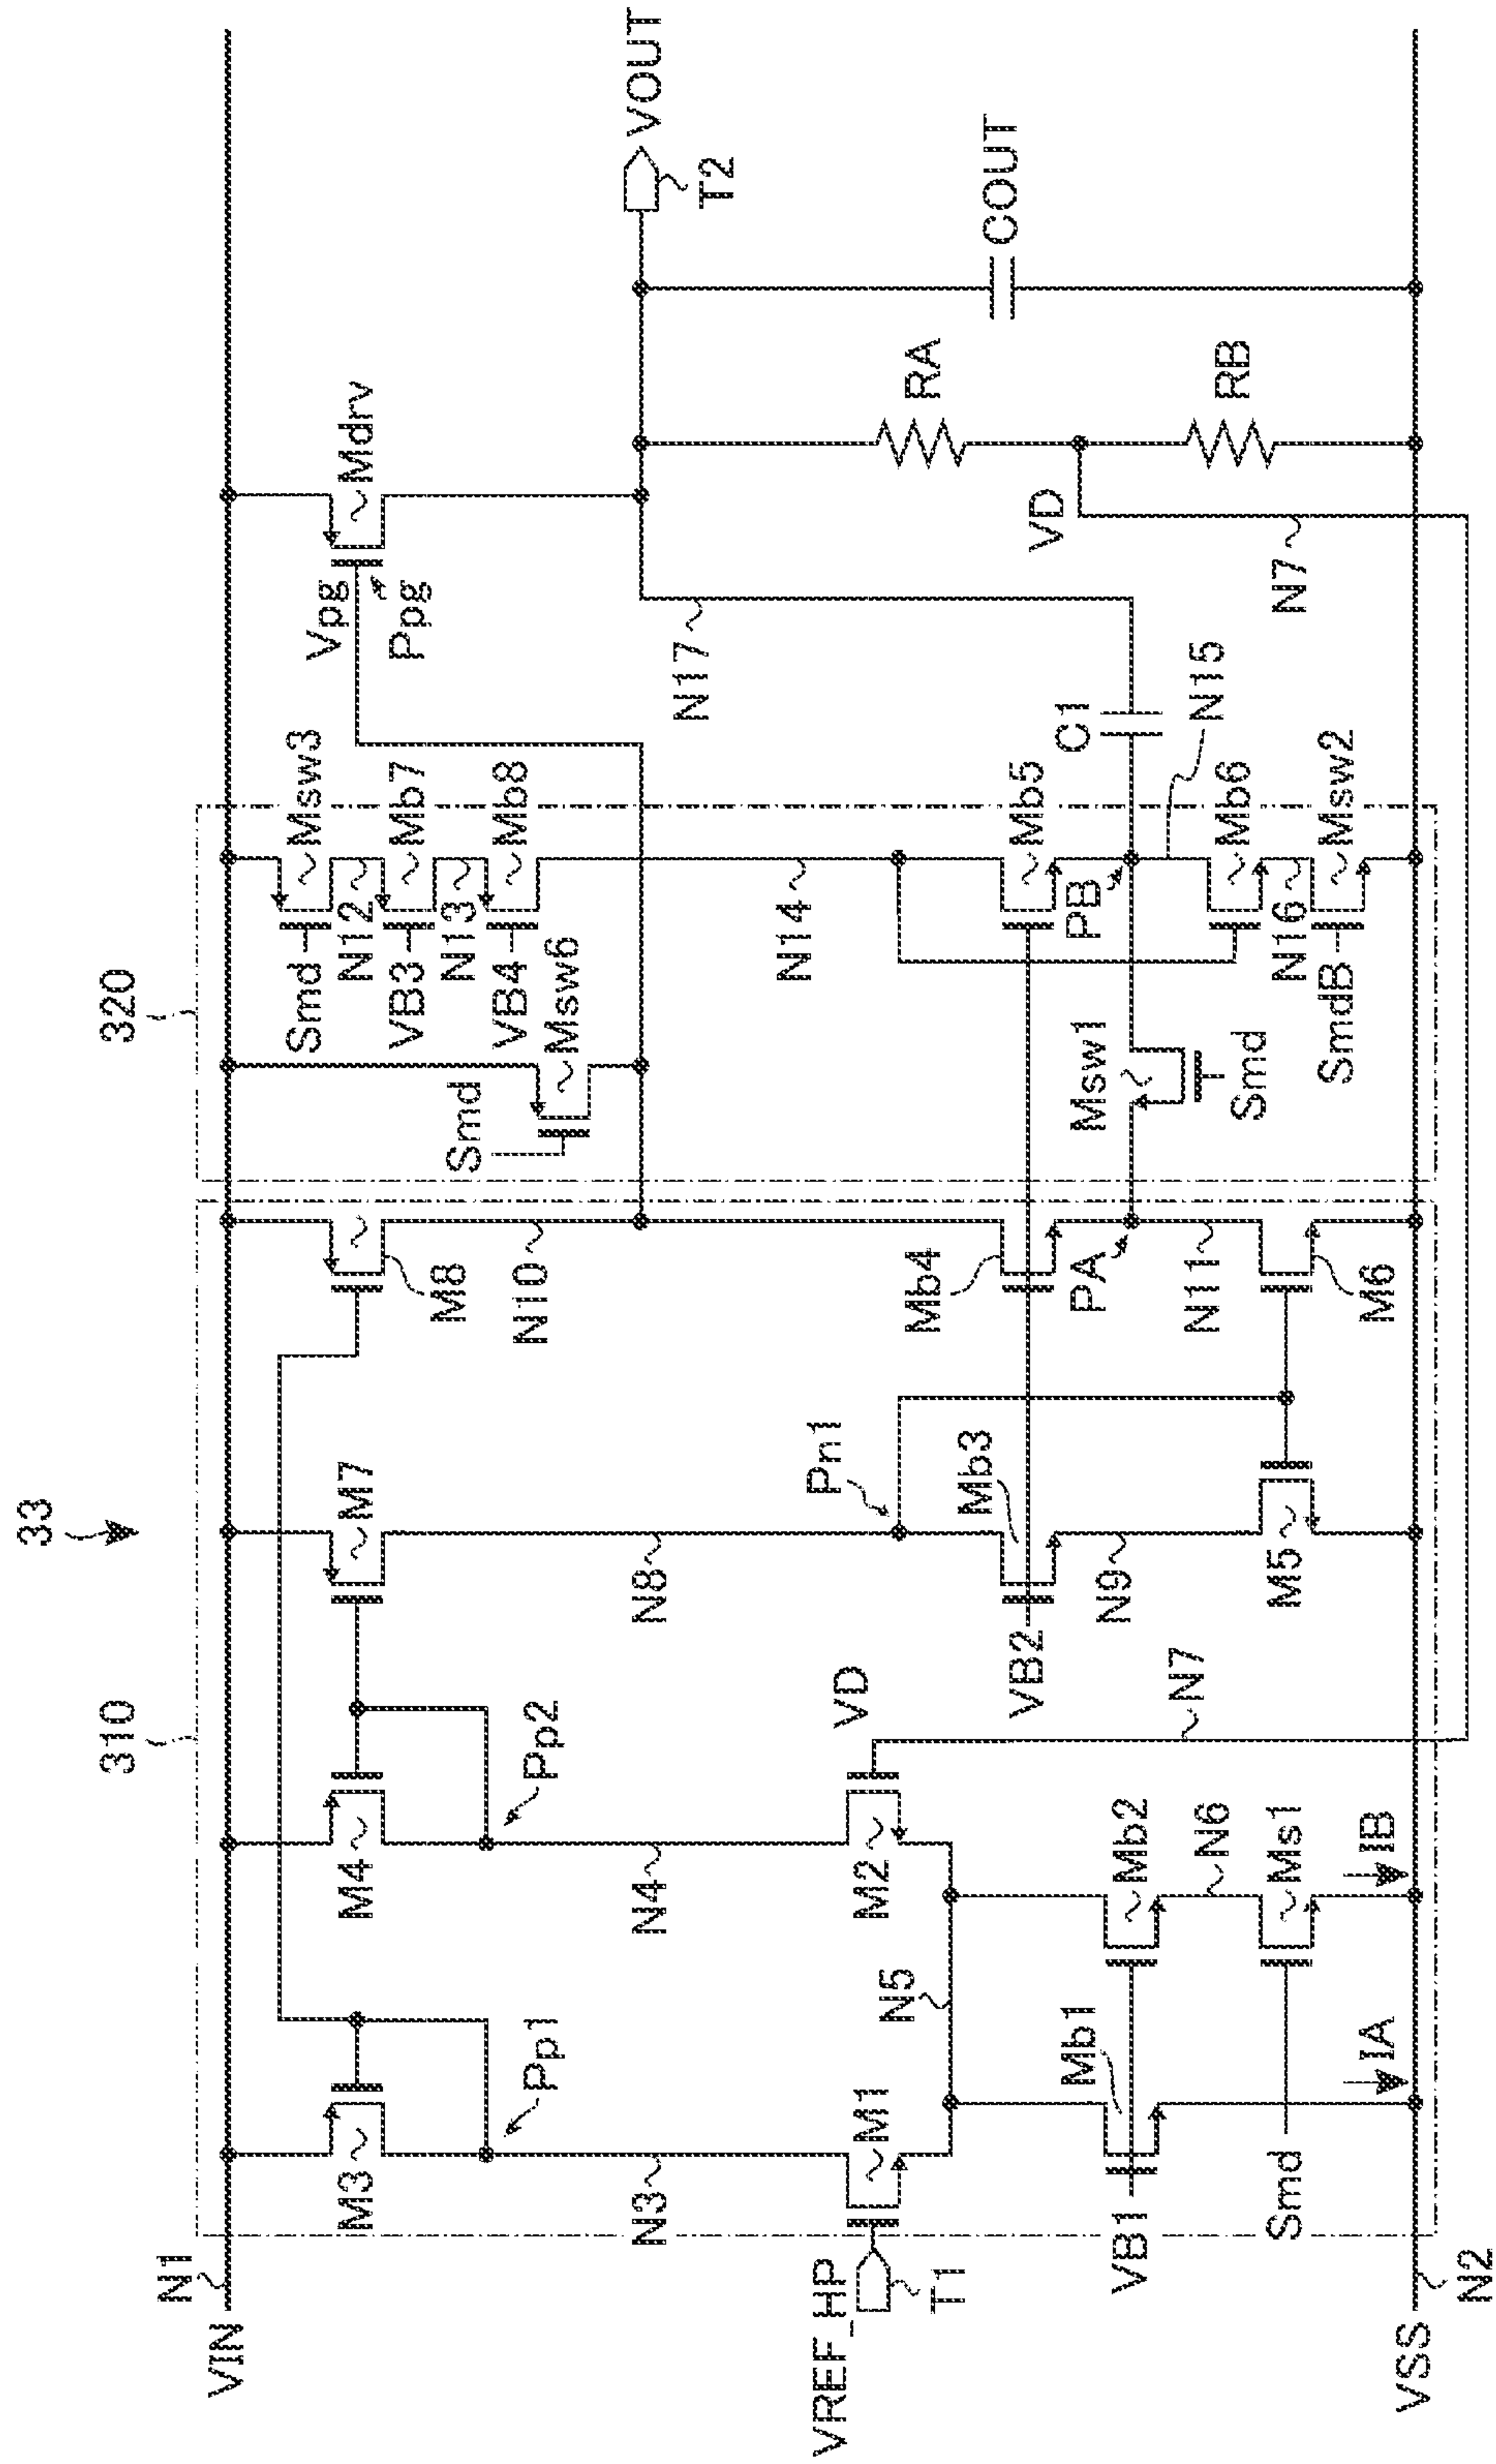 33
310
320
VIN
N1
M3
M4
M7
M8
Smd
Msw6
Smd
Msw3
N12
VB3
Mb7
N13
VB4
Mb8
Vpg
Ppg
Mdrv
Pp1
Pp2
N3
N4
N8
N10
N14
N17
VOUT
T2
VREF_HP
T1
M1
M2
VD
N5
Pn1
Mb3
VB2
Mb4
PA
PB
Mb5
C1
N15
VD
RA
COUT
VB1
Mb1
Mb2
N6
N7
N9
N11
Msw1
Smd
Mb6
N16
SmdB
Msw2
N7
RB
Smd
Ms1
M5
M6
IA
IB
VSS
N2